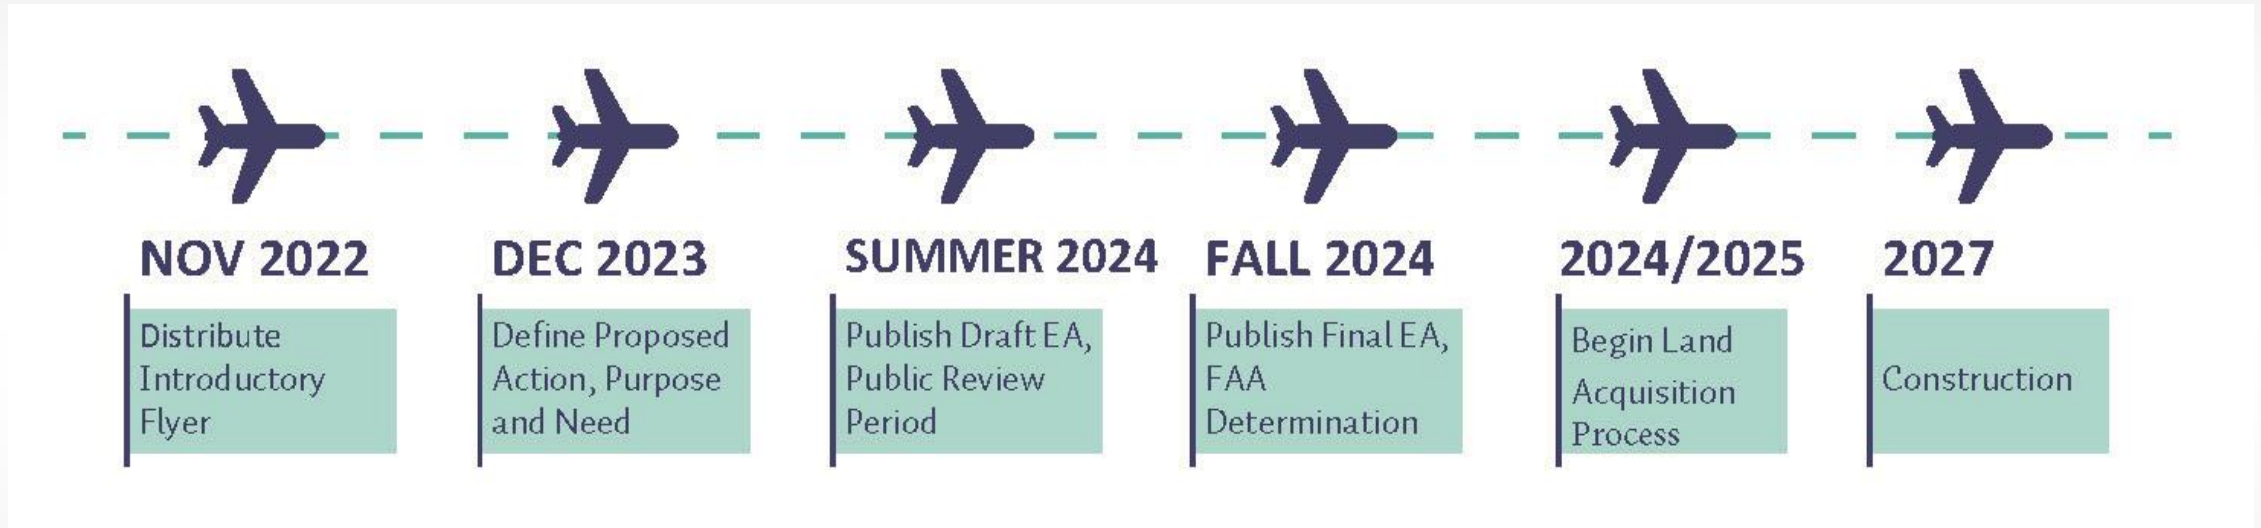 NOV 2022
Distribute
Introductory
Flyer
DEC 2023
Define Proposed
Action, Purpose
and Need
SUMMER 2024
Publish Draft EA,
Public Review
Period
FALL 2024
Publish Final EA,
FAA
Determination
2024/2025
Begin Land
Acquisition
Process
2027
Construction